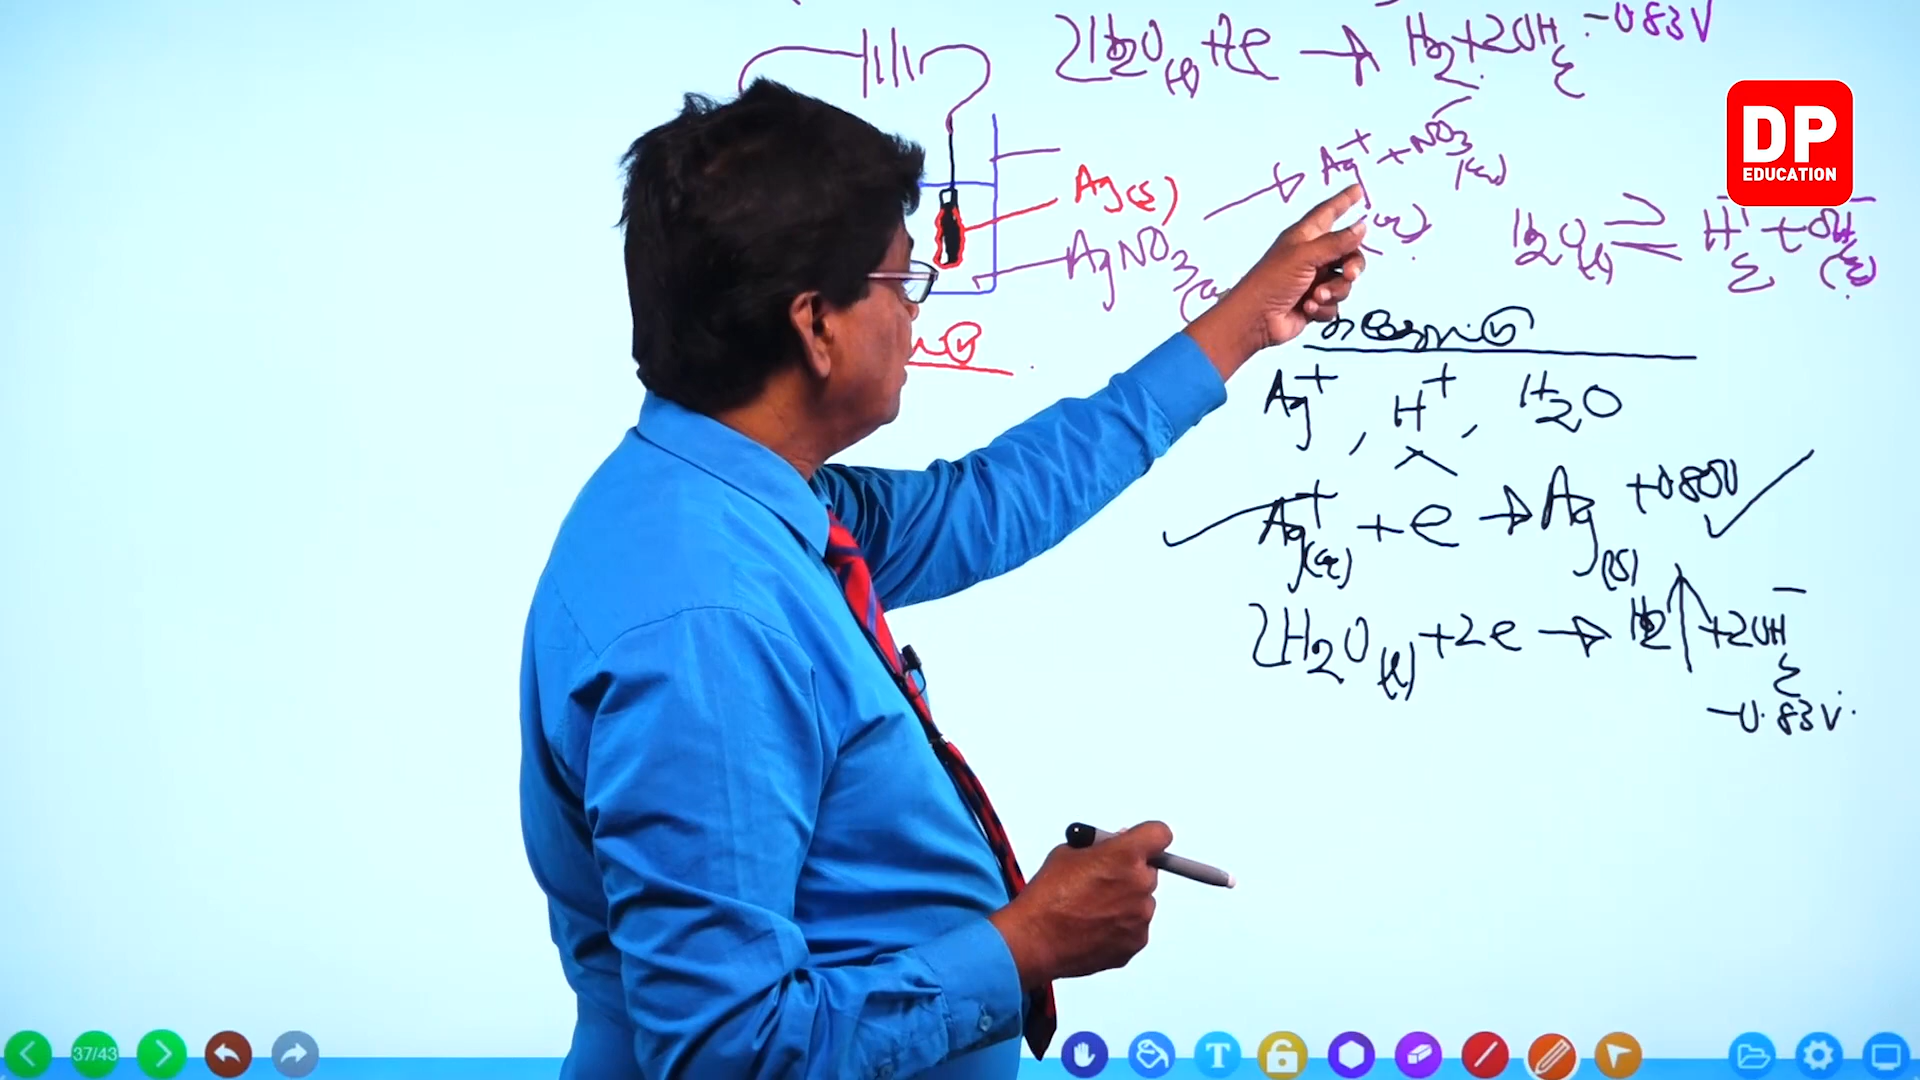 2H₂O(l) + 2e → H₂ + 2OH -0.83V
DP
EDUCATION
Ag⁺ + NO₃⁻
Ag(s)
AgNO₃
H₂O(l) ⇌ H⁺ + OH⁻
Ag⁺, H⁺, H₂O
Ag⁺(aq) + e → Ag(s) +0.80V
2H₂O(l) + 2e → H₂↑ + 2OH⁻
-0.83V
37/43
T